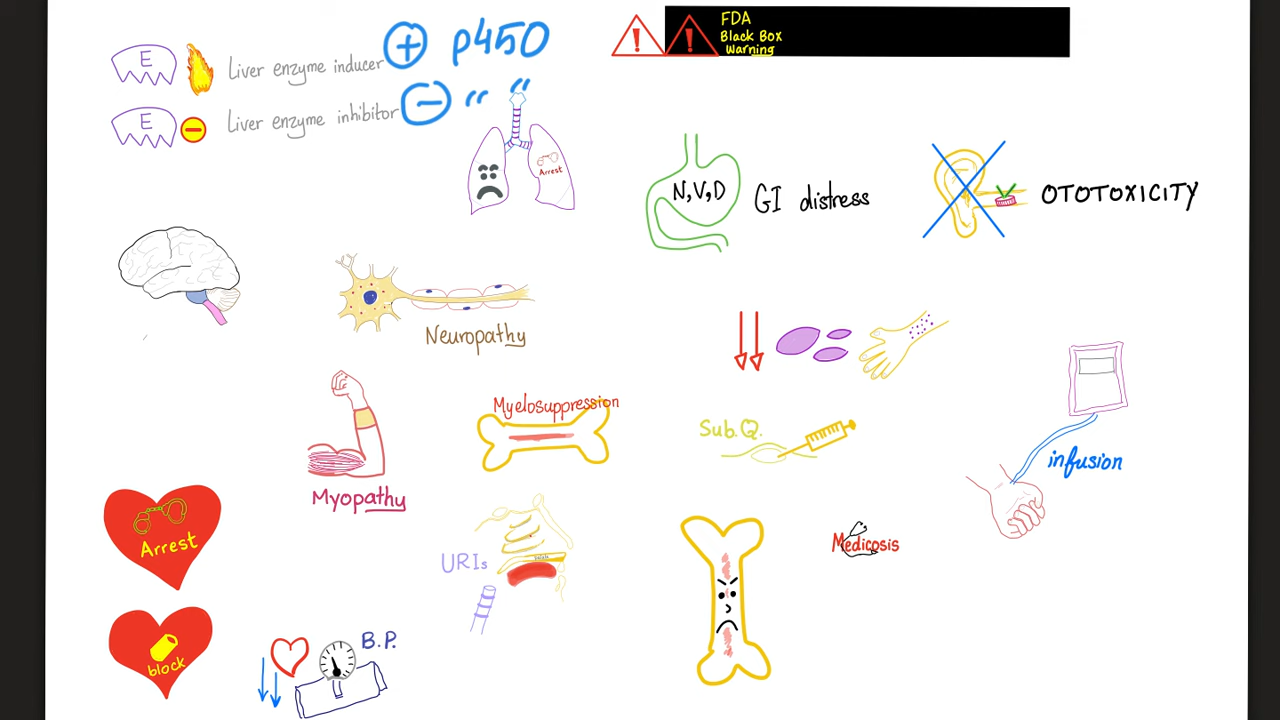 FDA
Black Box
Warning
E Liver enzyme inducer + p450
E Liver enzyme inhibitor - " "
Arrest
N,V,D GI distress
OTOTOXICITY
Neuropathy
Myelosuppression
Sub.Q.
infusion
Myopathy
Arrest
URIs
Medicosis
block
B.P.